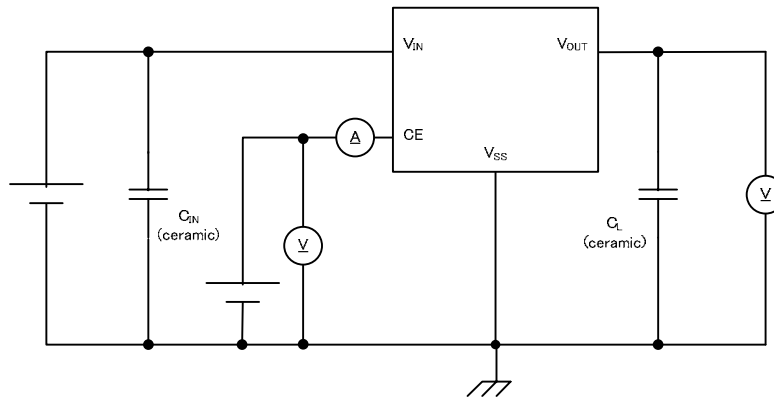 VIN
VOUT
A
CE
VSS
CIN
(ceramic)
V
CL
(ceramic)
V